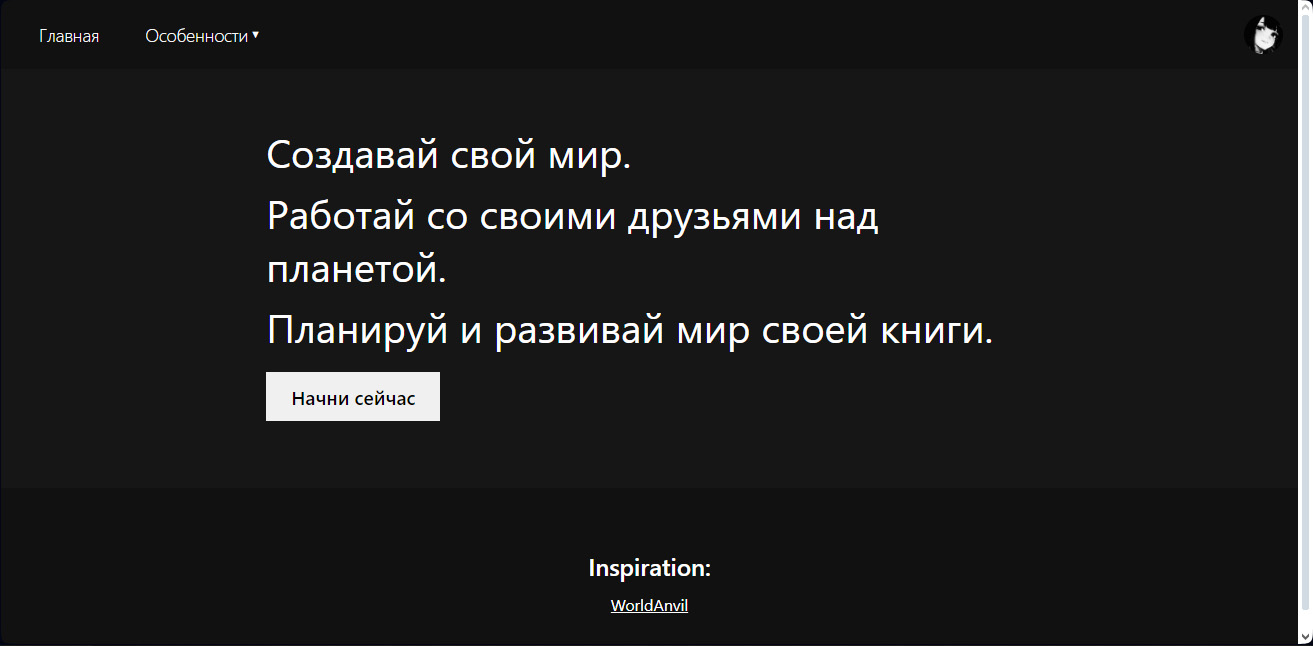 Главная Особенности ▾
Создавай свой мир.
Работай со своими друзьями над
планетой.
Планируй и развивай мир своей книги.
Начни сейчас
Inspiration:
WorldAnvil